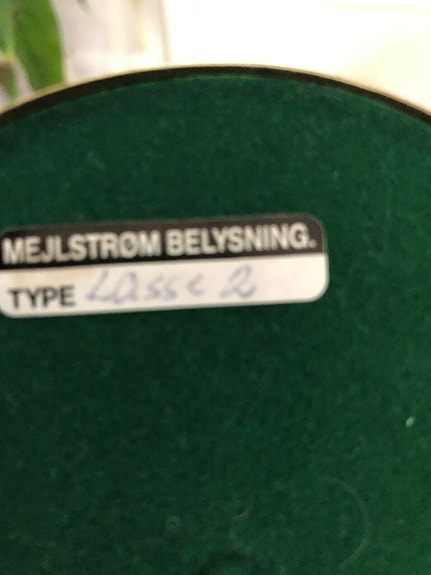 MEJLSTRØM BELYSNING.
TYPE Lasse 2